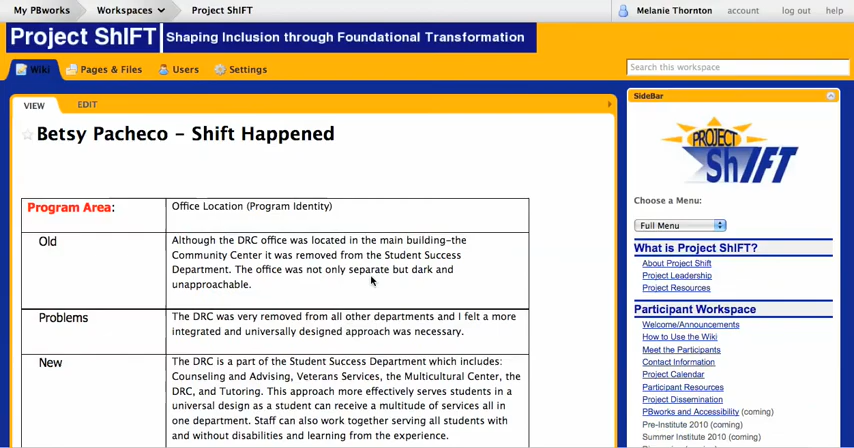 My PBworks Workspaces Project ShIFT Melanie Thornton account log out help
Project ShIFT Shaping Inclusion through Foundational Transformation
Wiki Pages & Files Users Settings Search this workspace
VIEW EDIT
Betsy Pacheco – Shift Happened
Program Area: Office Location (Program Identity)
Old
Although the DRC office was located in the main building–the
Community Center it was removed from the Student Success
Department. The office was not only separate but dark and
unapproachable.
Problems
The DRC was very removed from all other departments and I felt a more
integrated and universally designed approach was necessary.
New
The DRC is a part of the Student Success Department which includes:
Counseling and Advising, Veterans Services, the Multicultural Center, the
DRC, and Tutoring. This approach more effectively serves students in a
universal design as a student can receive a multitude of services all in
one department. Staff can also work together serving all students with
and without disabilities and learning from the experience.
SideBar
PROJECT
ShIFT
Choose a Menu:
Full Menu
What is Project ShIFT?
About Project Shift
Project Leadership
Project Resources
Participant Workspace
Welcome/Announcements
How to Use the Wiki
Meet the Participants
Contact Information
Project Calendar
Participant Resources
Project Dissemination
PBworks and Accessibility (coming)
Pre-Institute 2010 (coming)
Summer Institute 2010 (coming)